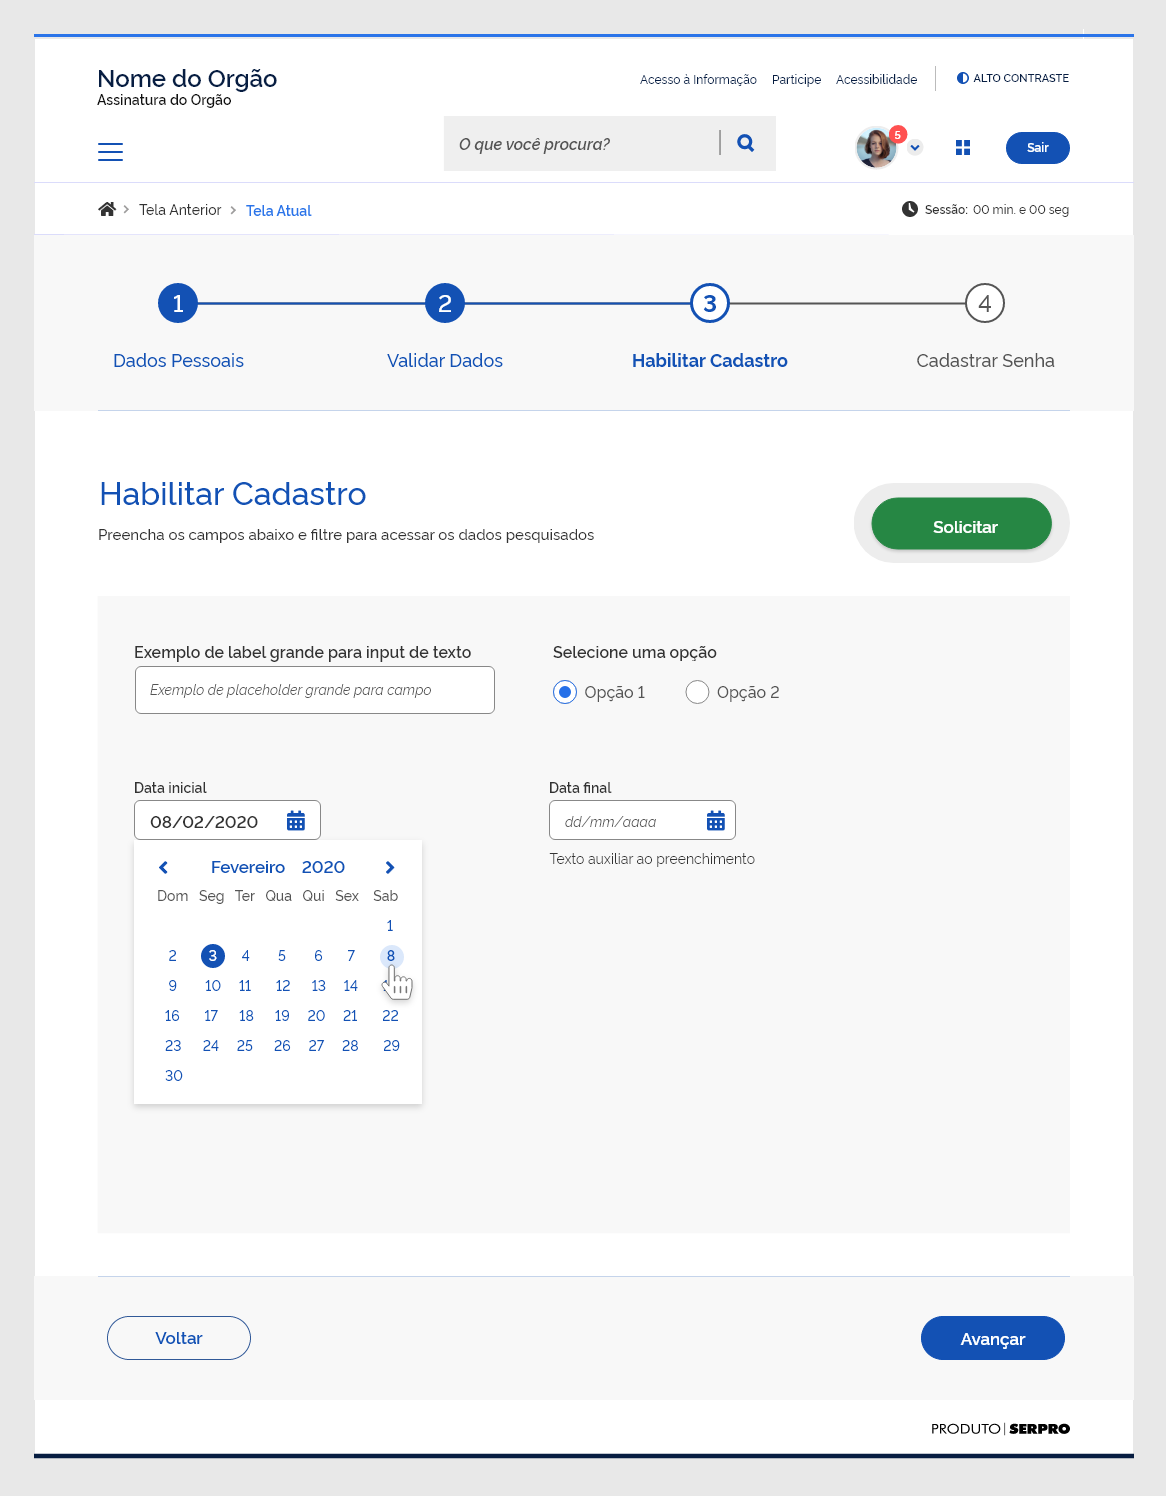 Nome do Orgão
Assinatura do Orgão
Acesso à Informação Participe Acessibilidade ALTO CONTRASTE
O que você procura?
5
Sair
Tela Anterior Tela Atual
Sessão: 00 min. e 00 seg
1 2 3 4
Dados Pessoais Validar Dados Habilitar Cadastro Cadastrar Senha
Habilitar Cadastro
Preencha os campos abaixo e filtre para acessar os dados pesquisados
Solicitar
Exemplo de label grande para input de texto
Exemplo de placeholder grande para campo
Selecione uma opção
Opção 1 Opção 2
Data inicial
08/02/2020
Data final
dd/mm/aaaa
Texto auxiliar ao preenchimento
Fevereiro 2020
Dom Seg Ter Qua Qui Sex Sab
1
2 3 4 5 6 7 8
9 10 11 12 13 14
16 17 18 19 20 21 22
23 24 25 26 27 28 29
30
Voltar
Avançar
PRODUTO | SERPRO